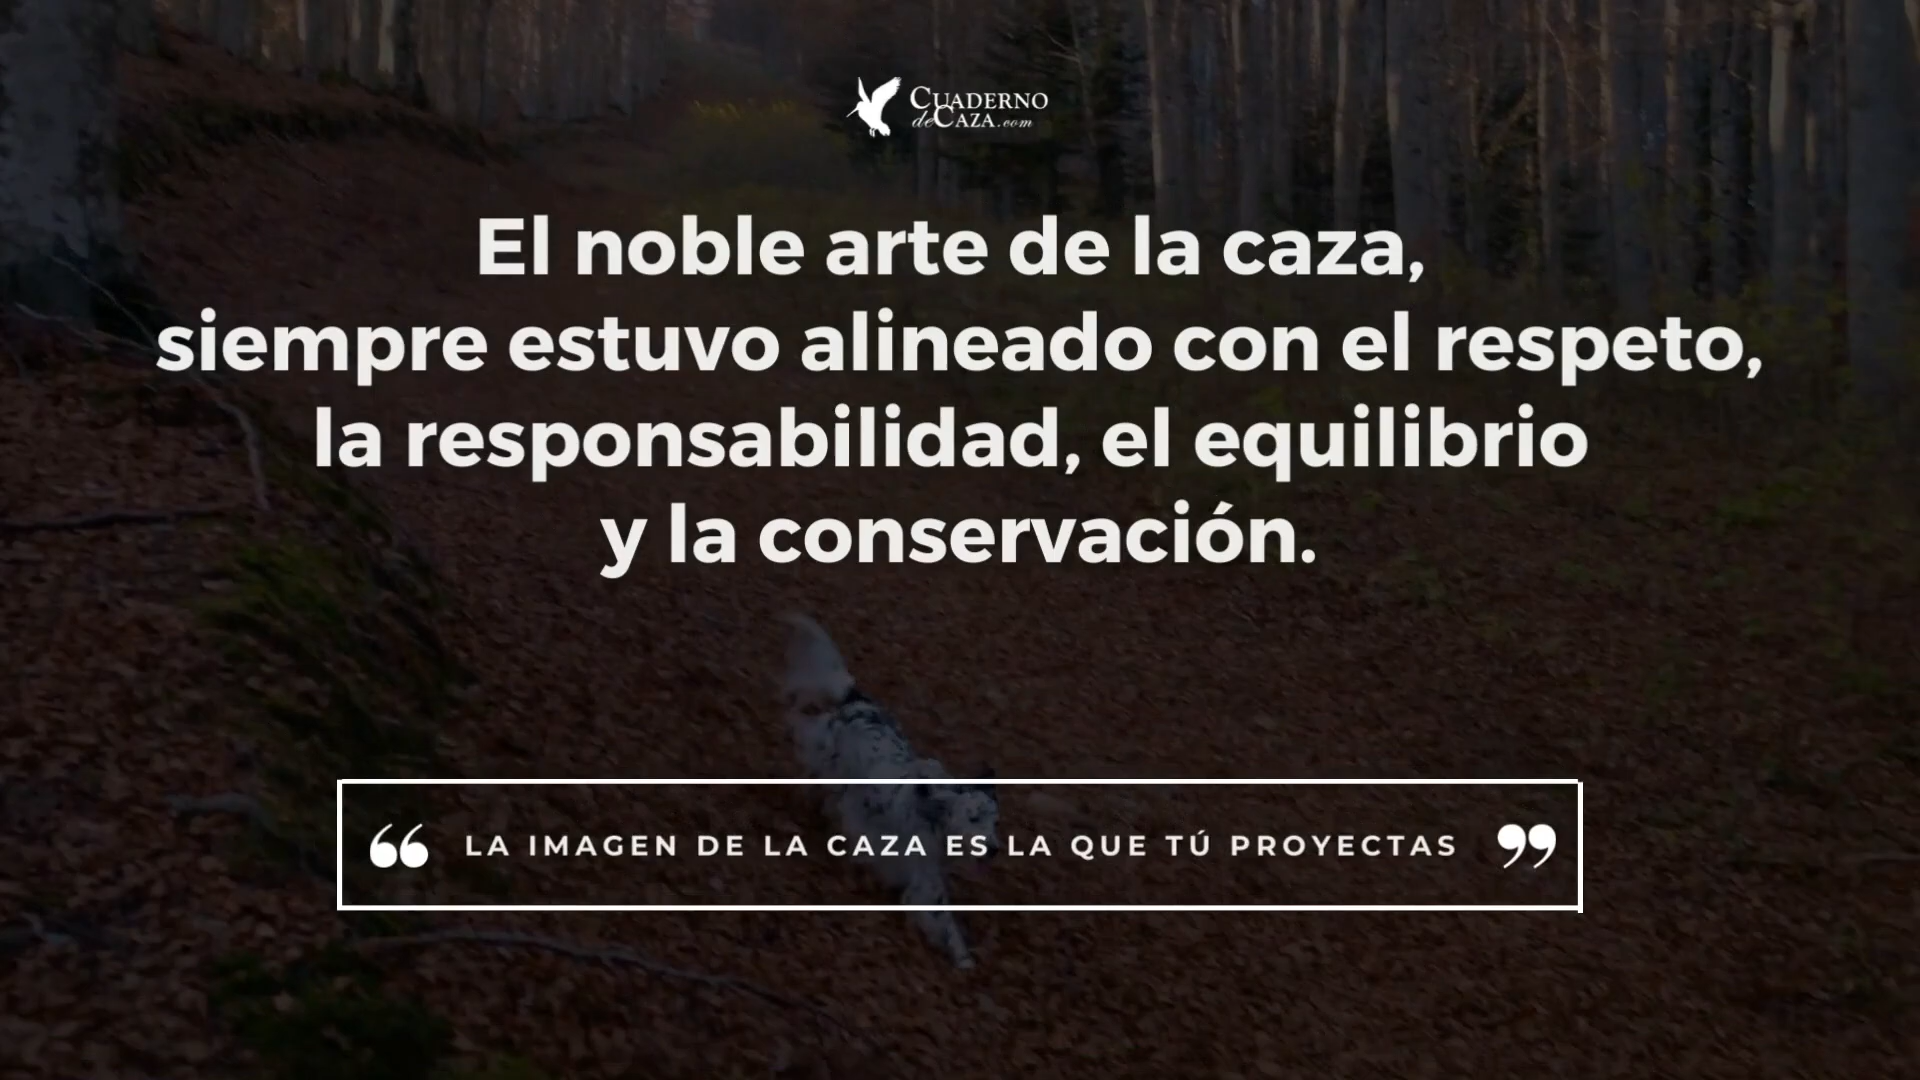 CUADERNO
deCAZA.com
El noble arte de la caza,
siempre estuvo alineado con el respeto,
la responsabilidad, el equilibrio
y la conservación.
“ LA IMAGEN DE LA CAZA ES LA QUE TÚ PROYECTAS ”